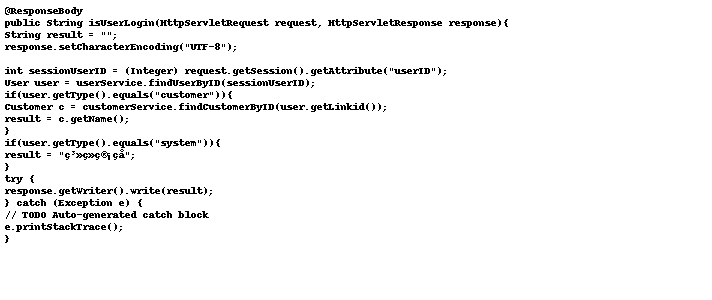 @ResponseBody
public String isUserLogin(HttpServletRequest request, HttpServletResponse response){
String result = "";
response.setCharacterEncoding("UTF-8");
int sessionUserID = (Integer) request.getSession().getAttribute("userID");
User user = userService.findUserByID(sessionUserID);
if(user.getType().equals("customer")){
Customer c = customerService.findCustomerByID(user.getLinkid());
result = c.getName();
}
if(user.getType().equals("system")){
result = "ç³»ç»ç®¡çå";
}
try {
response.getWriter().write(result);
} catch (Exception e) {
// TODO Auto-generated catch block
e.printStackTrace();
}